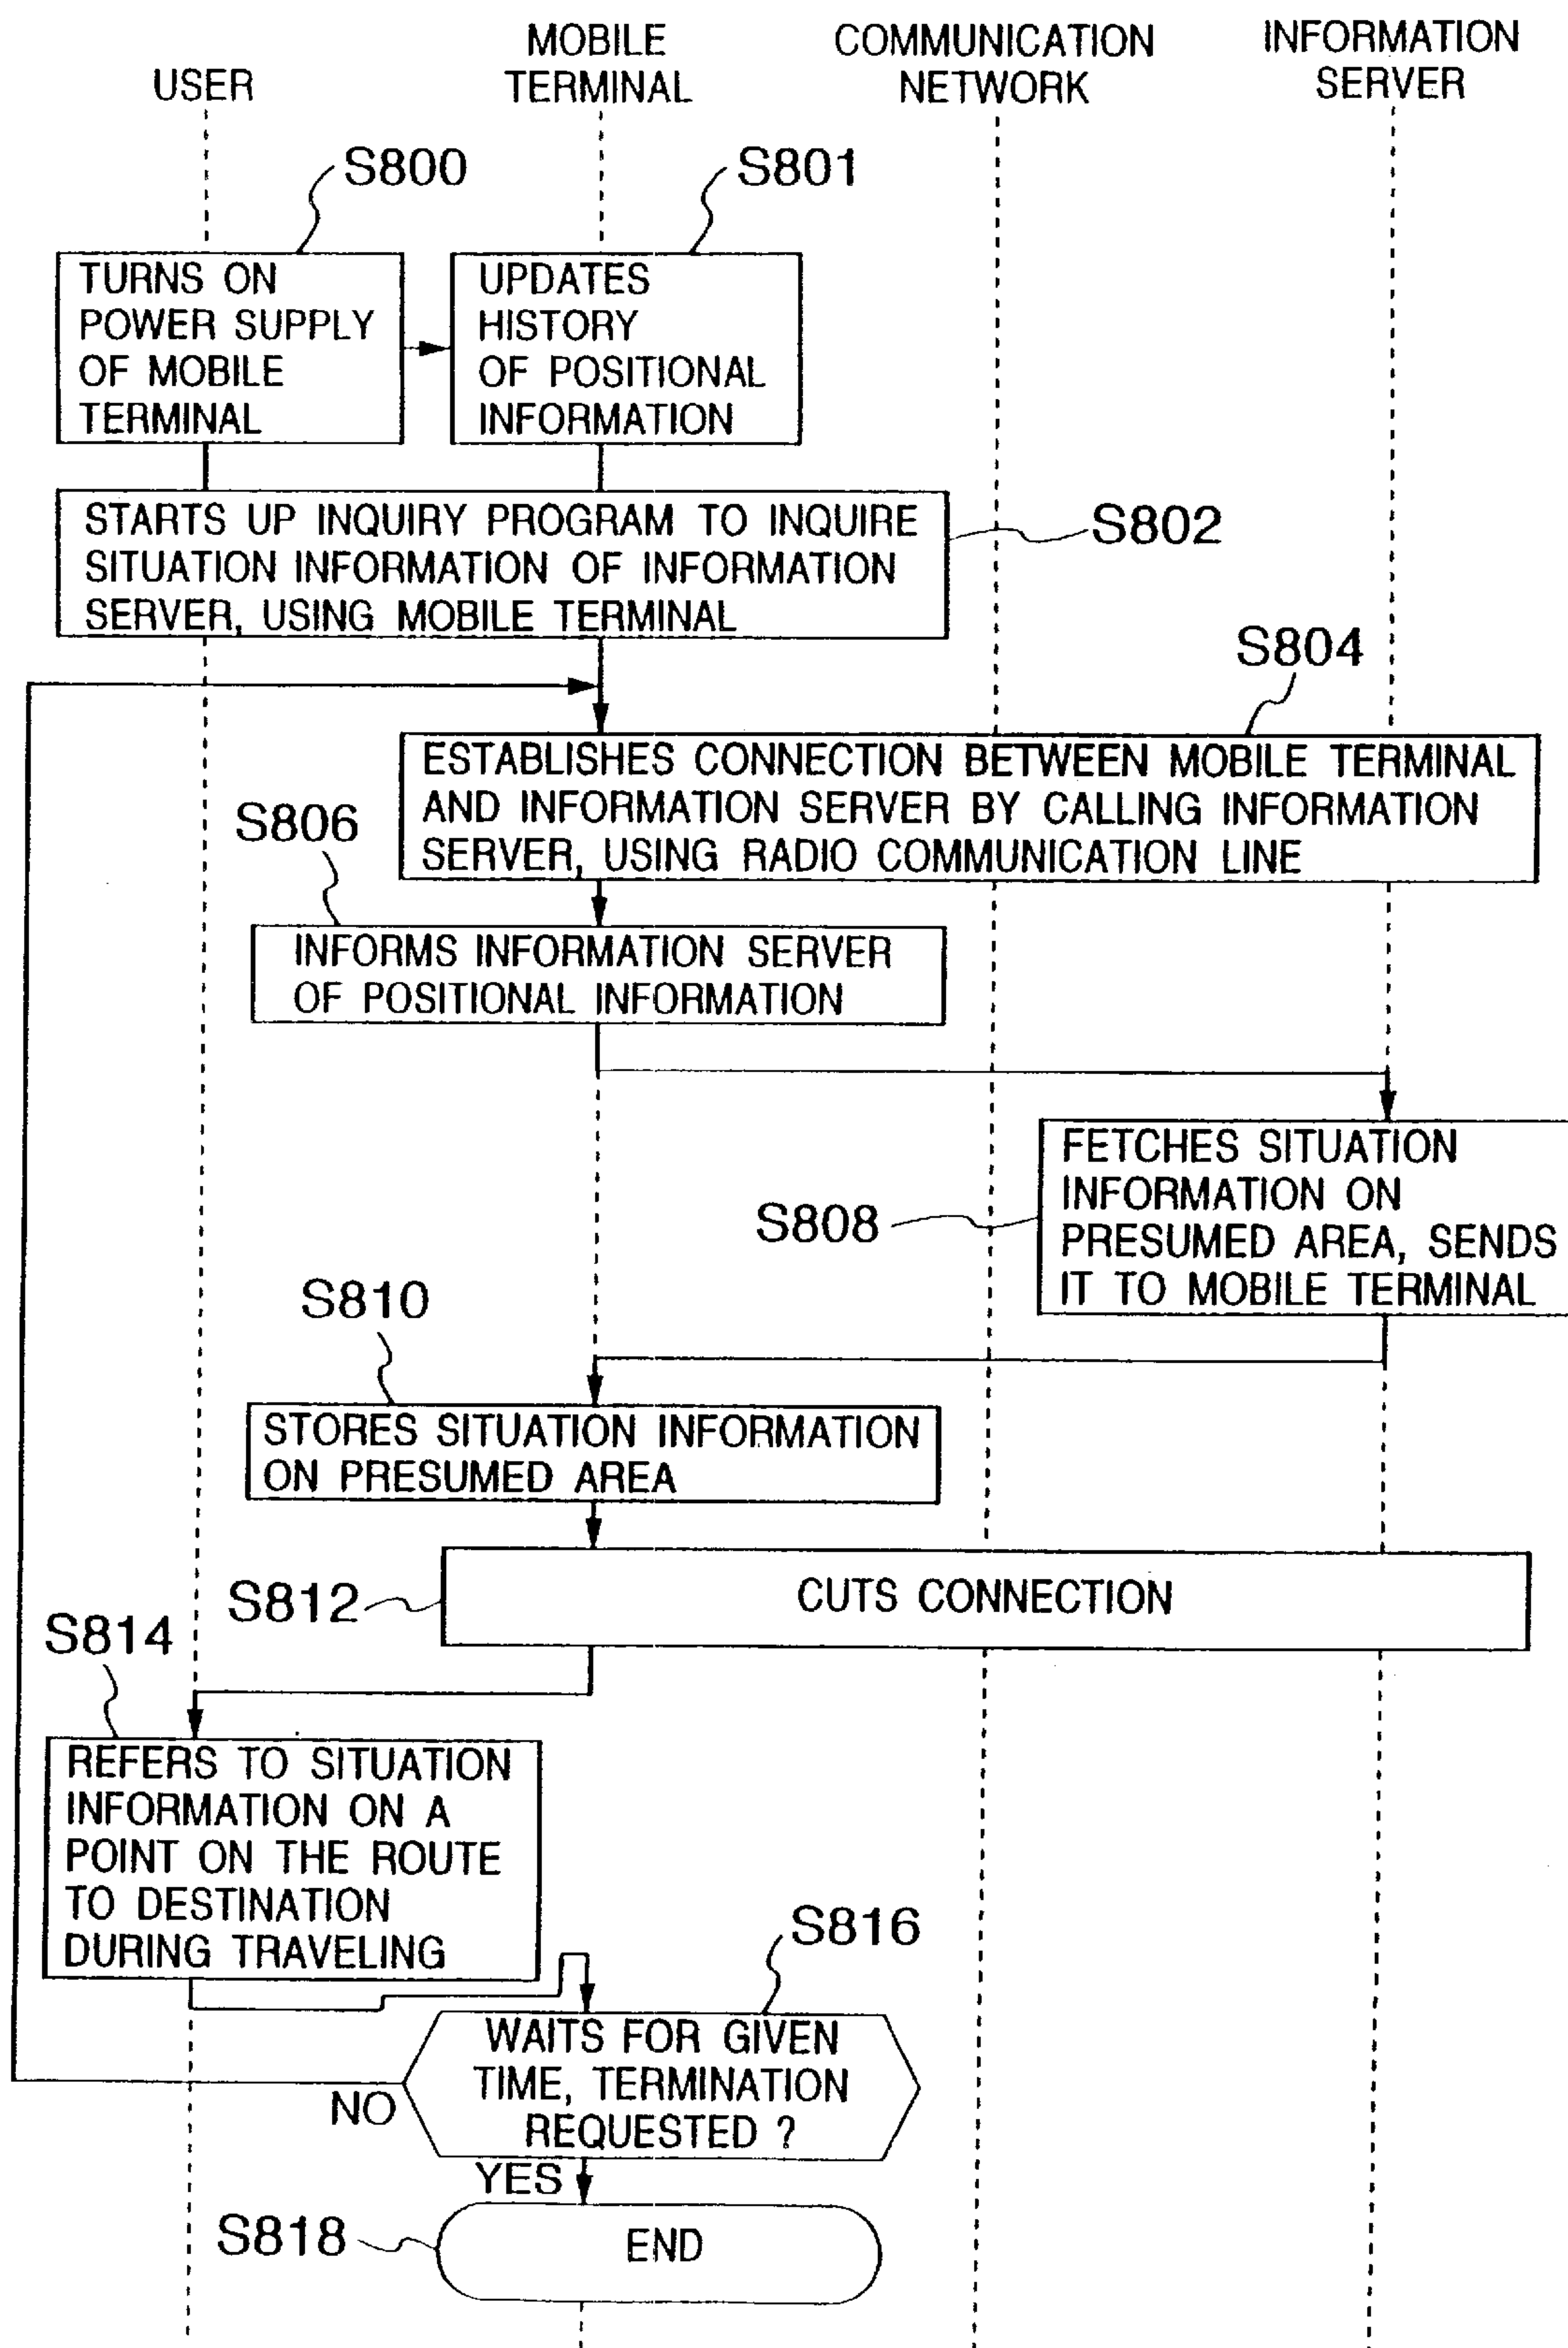 USER
MOBILE
TERMINAL
COMMUNICATION
NETWORK
INFORMATION
SERVER
S800
S801
TURNS ON
POWER SUPPLY
OF MOBILE
TERMINAL
UPDATES
HISTORY
OF POSITIONAL
INFORMATION
STARTS UP INQUIRY PROGRAM TO INQUIRE
SITUATION INFORMATION OF INFORMATION
SERVER, USING MOBILE TERMINAL
S802
S804
ESTABLISHES CONNECTION BETWEEN MOBILE TERMINAL
AND INFORMATION SERVER BY CALLING INFORMATION
SERVER, USING RADIO COMMUNICATION LINE
S806
INFORMS INFORMATION SERVER
OF POSITIONAL INFORMATION
FETCHES SITUATION
INFORMATION ON
PRESUMED AREA, SENDS
IT TO MOBILE TERMINAL
S808
S810
STORES SITUATION INFORMATION
ON PRESUMED AREA
CUTS CONNECTION
S812
S814
REFERS TO SITUATION
INFORMATION ON A
POINT ON THE ROUTE
TO DESTINATION
DURING TRAVELING
S816
WAITS FOR GIVEN
TIME, TERMINATION
REQUESTED ?
NO
YES
S818
END